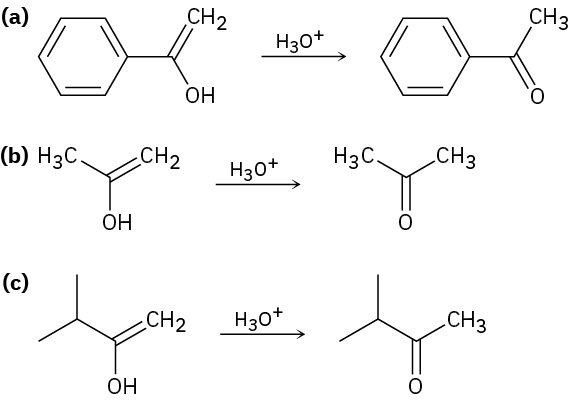 (a) CH₂ H₃O⁺ CH₃
OH O
(b) H₃C CH₂ H₃O⁺ H₃C CH₃
OH O
(c) CH₂ H₃O⁺ CH₃
OH O